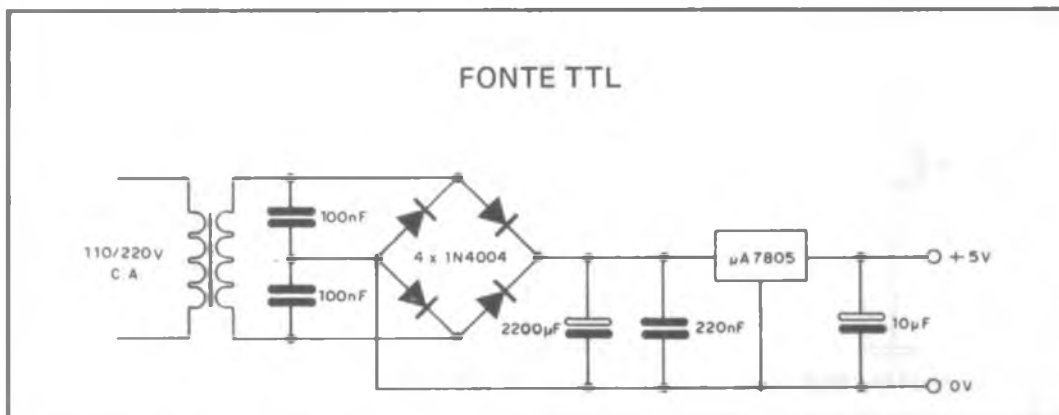 FONTE TTL
110/220V
C.A.
100nF
100nF
4 x 1N4004
2200µF
220nF
µA7805
10µF
+5V
0V